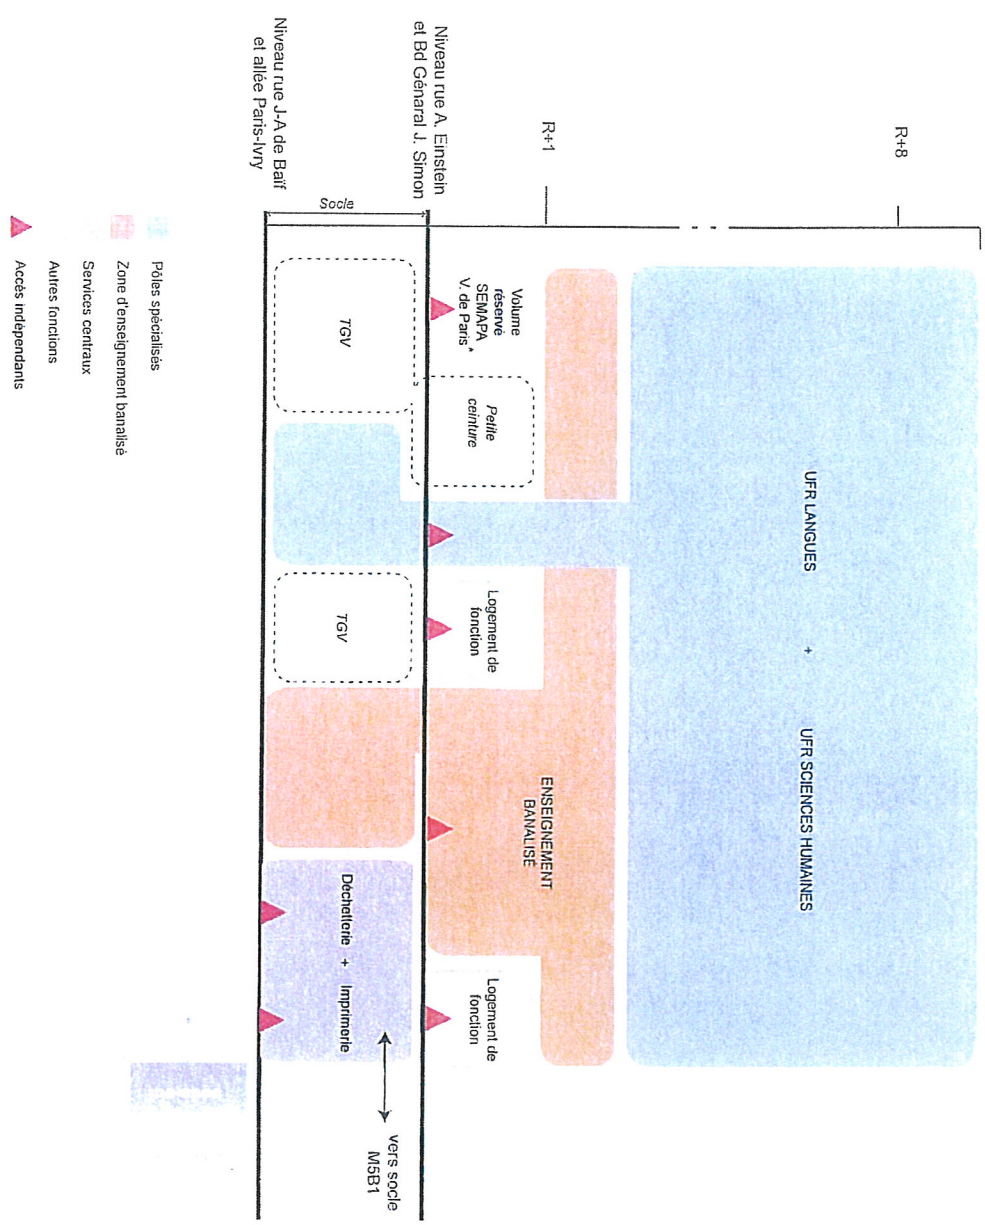 R+8
R+1
Niveau rue A. Einstein
et Bd Génaral J. Simon
Niveau rue J-A de Baïf
et allée Paris-Ivry
Socle
UFR LANGUES + UFR SCIENCES HUMAINES
ENSEIGNEMENT
BANALISÉ
Volume
réservé
SEMAPA
V. de Paris *
Petite
ceinture
Logement de
fonction
Logement de
fonction
TGV
TGV
Déchetterie + Imprimerie
vers socle
M5B1
Pôles spécialisés
Zone d'enseignement banalisé
Services centraux
Autres fonctions
Accès indépendants